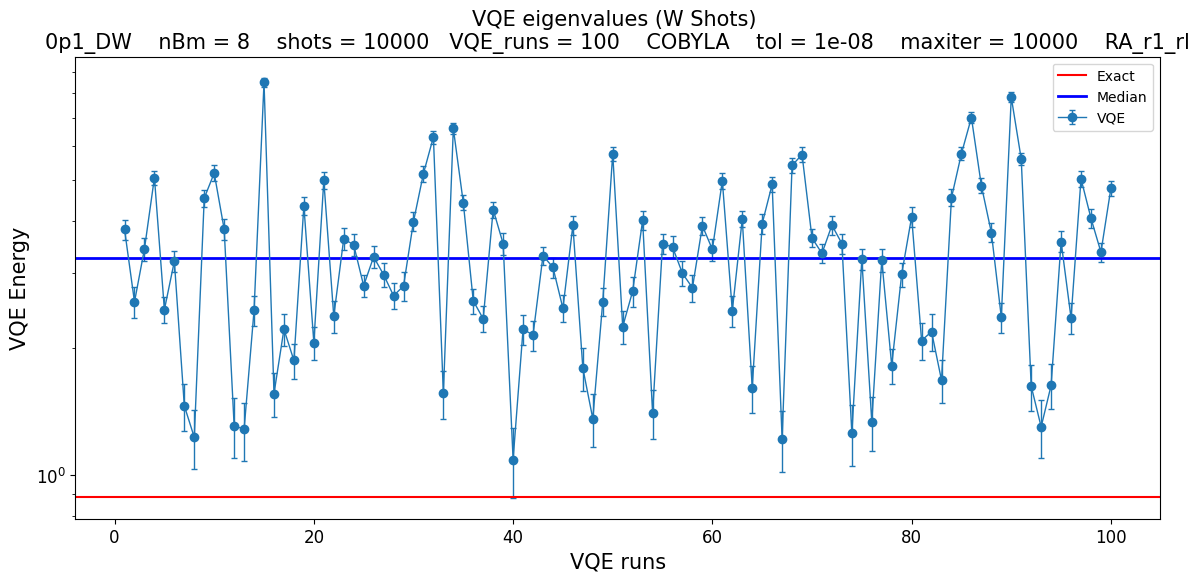 VQE eigenvalues (W Shots)
0p1_DW nBm = 8 shots = 10000 VQE_runs = 100 COBYLA tol = 1e-08 maxiter = 10000 RA_r1_rl
Exact
Median
VQE
VQE Energy
10⁰
0 20 40 60 80 100
VQE runs